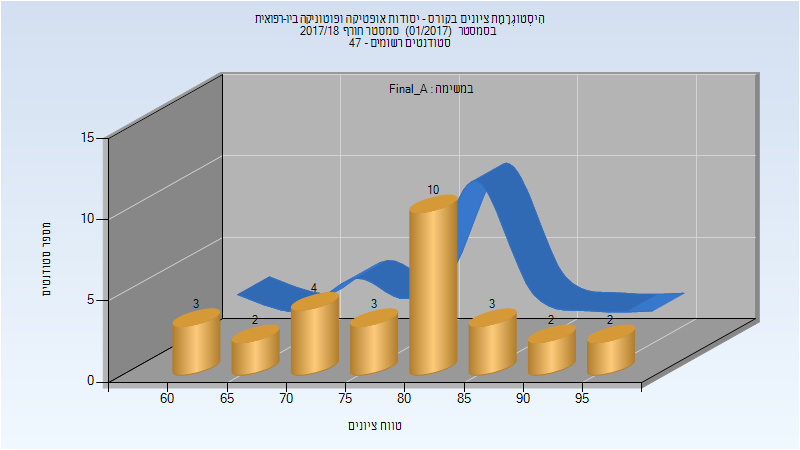 היסטוגרמת ציונים בקורס - יסודות אופטיקה ופוטוניקה ביו-רפואית
בסמסטר (01/2017) סמסטר חורף 2017/18
סטודנטים רשומים - 47
במשימה : Final_A
מספר סטודנטים
15
10
5
0
3
2
4
3
10
3
2
2
60 65 70 75 80 85 90 95
טווח ציונים